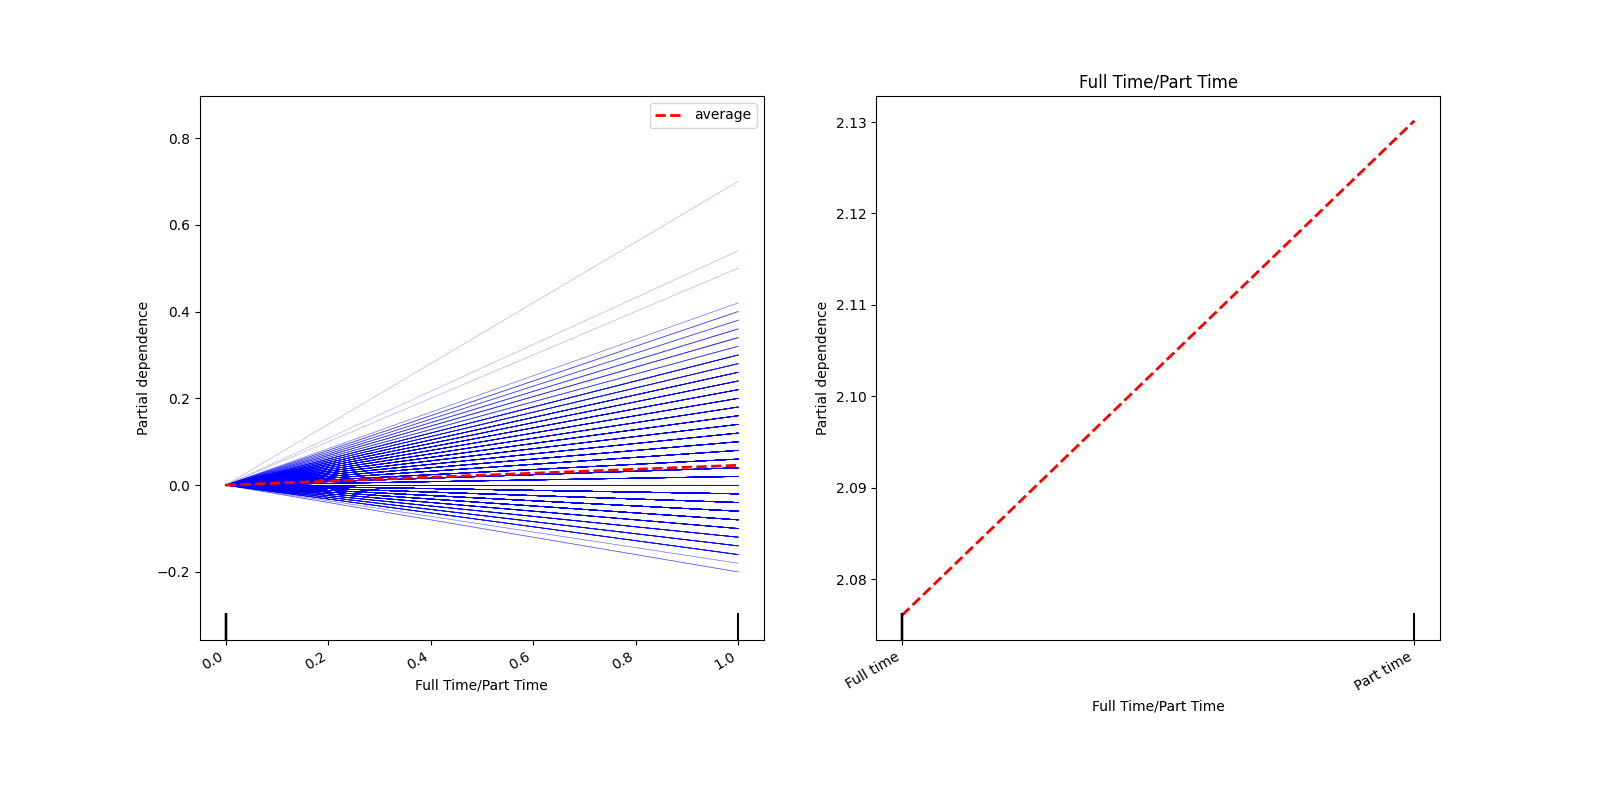 average
0.8
0.6
0.4
0.2
0.0
−0.2
Partial dependence
0.0 0.2 0.4 0.6 0.8 1.0
Full Time/Part Time
Full Time/Part Time
2.13
2.12
2.11
2.10
2.09
2.08
Partial dependence
Full time Part time
Full Time/Part Time